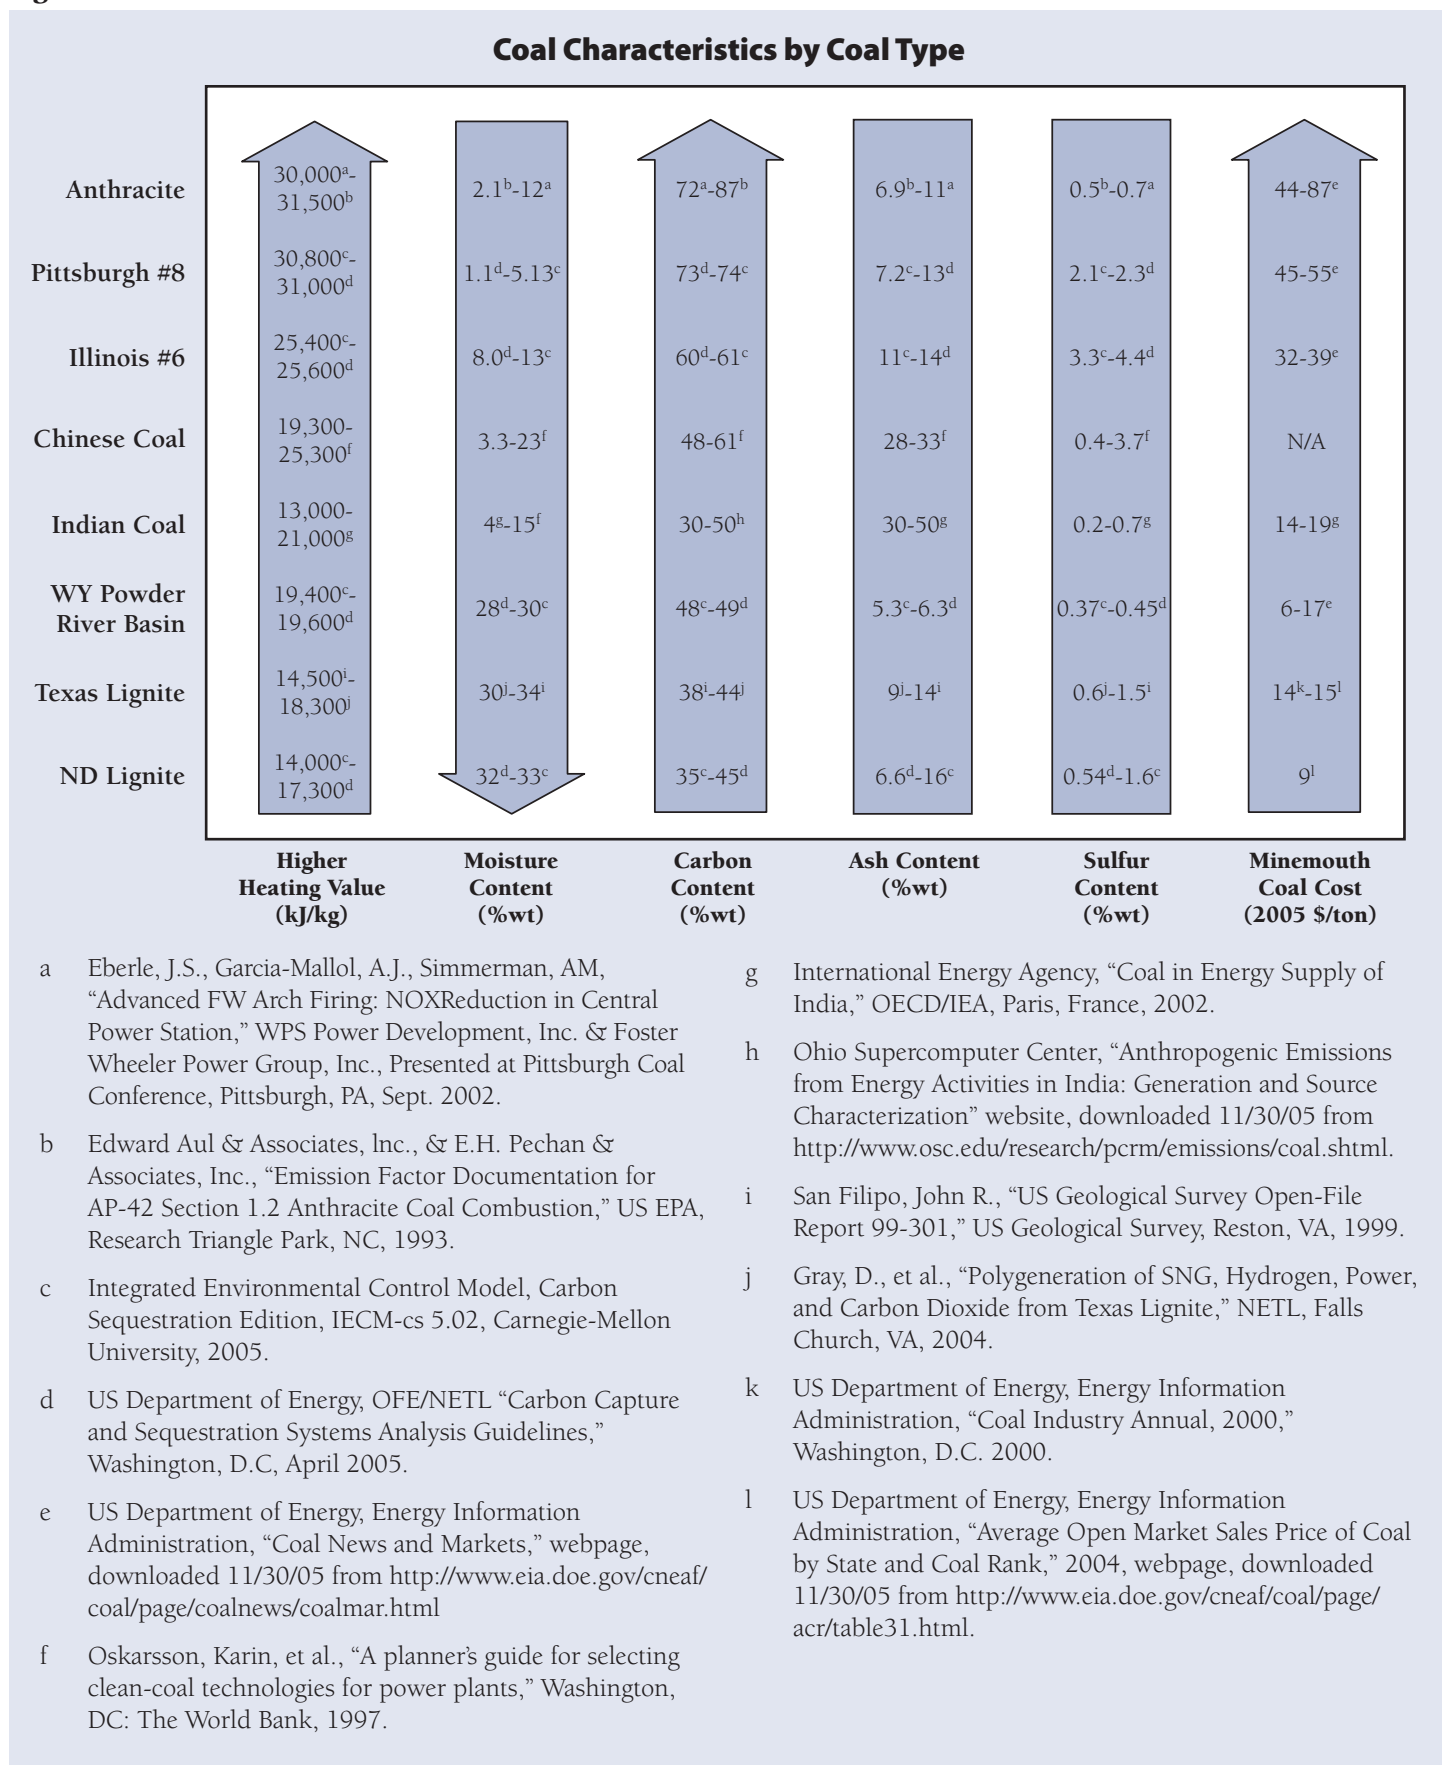 Coal Characteristics by Coal Type
Anthracite 30,000ᵃ- 31,500ᵇ 2.1ᵇ-12ᵃ 72ᵃ-87ᵇ 6.9ᵇ-11ᵃ 0.5ᵇ-0.7ᵃ 44-87ᵉ
Pittsburgh #8 30,800ᶜ- 31,000ᵈ 1.1ᵈ-5.13ᶜ 73ᵈ-74ᶜ 7.2ᶜ-13ᵈ 2.1ᶜ-2.3ᵈ 45-55ᵉ
Illinois #6 25,400ᶜ- 25,600ᵈ 8.0ᵈ-13ᶜ 60ᵈ-61ᶜ 11ᶜ-14ᵈ 3.3ᶜ-4.4ᵈ 32-39ᵉ
Chinese Coal 19,300- 25,300ᶠ 3.3-23ᶠ 48-61ᶠ 28-33ᶠ 0.4-3.7ᶠ N/A
Indian Coal 13,000- 21,000ᵍ 4ᵍ-15ᶠ 30-50ʰ 30-50ᵍ 0.2-0.7ᵍ 14-19ᵍ
WY Powder River Basin 19,400ᶜ- 19,600ᵈ 28ᵈ-30ᶜ 48ᶜ-49ᵈ 5.3ᶜ-6.3ᵈ 0.37ᶜ-0.45ᵈ 6-17ᵉ
Texas Lignite 14,500ⁱ- 18,300ʲ 30ʲ-34ⁱ 38ⁱ-44ʲ 9ʲ-14ⁱ 0.6ʲ-1.5ⁱ 14ᵏ-15ˡ
ND Lignite 14,000ᶜ- 17,300ᵈ 32ᵈ-33ᶜ 35ᶜ-45ᵈ 6.6ᵈ-16ᶜ 0.54ᵈ-1.6ᶜ 9ˡ
Higher Moisture Carbon Ash Content Sulfur Minemouth
Heating Value Content Content (%wt) Content Coal Cost
(kJ/kg) (%wt) (%wt) (%wt) (2005 $/ton)
a Eberle, J.S., Garcia-Mallol, A.J., Simmerman, AM,
“Advanced FW Arch Firing: NOXReduction in Central
Power Station,” WPS Power Development, Inc. & Foster
Wheeler Power Group, Inc., Presented at Pittsburgh Coal
Conference, Pittsburgh, PA, Sept. 2002.
b Edward Aul & Associates, lnc., & E.H. Pechan &
Associates, Inc., “Emission Factor Documentation for
AP-42 Section 1.2 Anthracite Coal Combustion,” US EPA,
Research Triangle Park, NC, 1993.
c Integrated Environmental Control Model, Carbon
Sequestration Edition, IECM-cs 5.02, Carnegie-Mellon
University, 2005.
d US Department of Energy, OFE/NETL “Carbon Capture
and Sequestration Systems Analysis Guidelines,”
Washington, D.C, April 2005.
e US Department of Energy, Energy Information
Administration, “Coal News and Markets,” webpage,
downloaded 11/30/05 from http://www.eia.doe.gov/cneaf/
coal/page/coalnews/coalmar.html
f Oskarsson, Karin, et al., “A planner’s guide for selecting
clean-coal technologies for power plants,” Washington,
DC: The World Bank, 1997.
g International Energy Agency, “Coal in Energy Supply of
India,” OECD/IEA, Paris, France, 2002.
h Ohio Supercomputer Center, “Anthropogenic Emissions
from Energy Activities in India: Generation and Source
Characterization” website, downloaded 11/30/05 from
http://www.osc.edu/research/pcrm/emissions/coal.shtml.
i San Filipo, John R., “US Geological Survey Open-File
Report 99-301,” US Geological Survey, Reston, VA, 1999.
j Gray, D., et al., “Polygeneration of SNG, Hydrogen, Power,
and Carbon Dioxide from Texas Lignite,” NETL, Falls
Church, VA, 2004.
k US Department of Energy, Energy Information
Administration, “Coal Industry Annual, 2000,”
Washington, D.C. 2000.
l US Department of Energy, Energy Information
Administration, “Average Open Market Sales Price of Coal
by State and Coal Rank,” 2004, webpage, downloaded
11/30/05 from http://www.eia.doe.gov/cneaf/coal/page/
acr/table31.html.